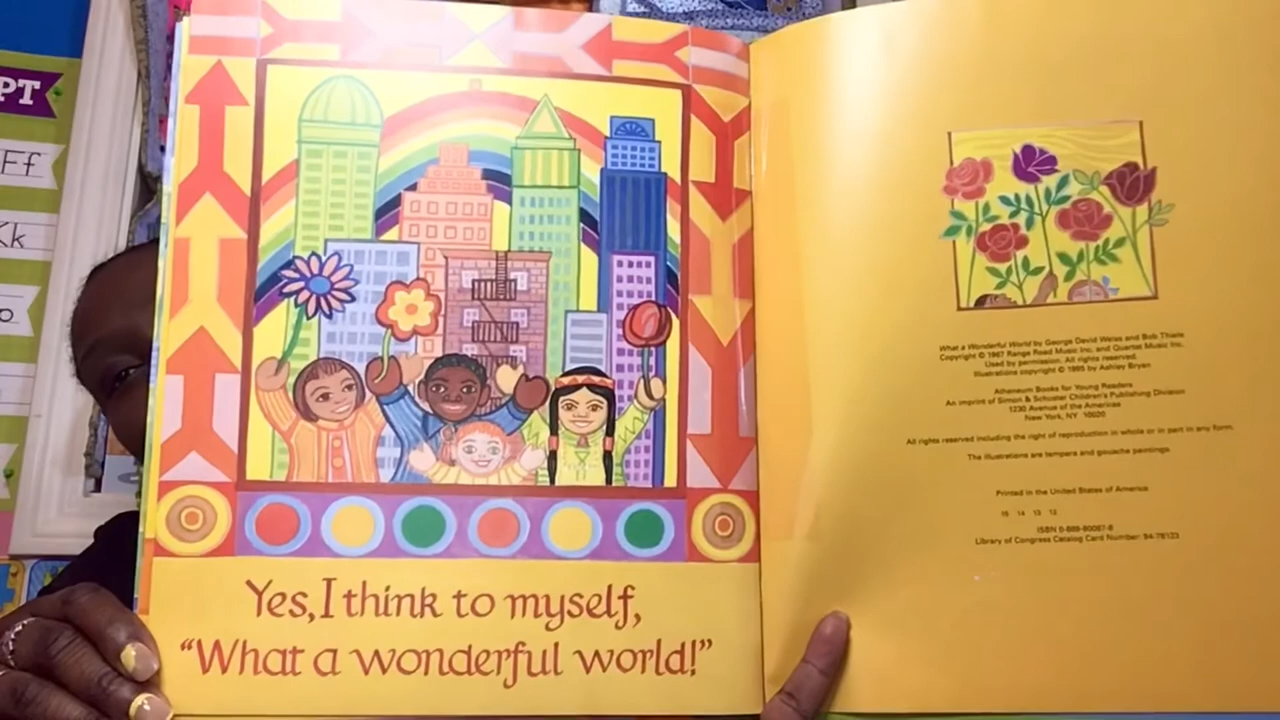 PT
Ff
Kk
Yes, I think to myself,
“What a wonderful world!”
What a Wonderful World by George David Weiss and Bob Thiele
Copyright © 1967 Range Road Music Inc. and Quartet Music Inc.
Used by permission. All rights reserved.
Illustrations copyright © 1995 by Ashley Bryan
Atheneum Books for Young Readers
An imprint of Simon & Schuster Children's Publishing Division
1230 Avenue of the Americas
New York, NY 10020
All rights reserved including the right of reproduction in whole or in part in any form.
The illustrations are tempera and gouache paintings.
Printed in the United States of America
15 14 13 12
ISBN 0-689-80087-8
Library of Congress Catalog Card Number: 94-78123